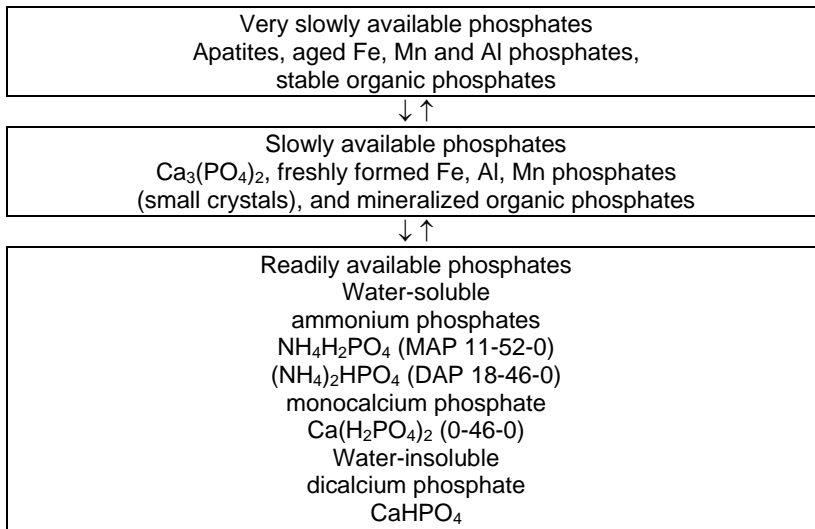 Very slowly available phosphates
Apatites, aged Fe, Mn and Al phosphates,
stable organic phosphates
↓ ↑
Slowly available phosphates
Ca₃(PO₄)₂, freshly formed Fe, Al, Mn phosphates
(small crystals), and mineralized organic phosphates
↓ ↑
Readily available phosphates
Water-soluble
ammonium phosphates
NH₄H₂PO₄ (MAP 11-52-0)
(NH₄)₂HPO₄ (DAP 18-46-0)
monocalcium phosphate
Ca(H₂PO₄)₂ (0-46-0)
Water-insoluble
dicalcium phosphate
CaHPO₄